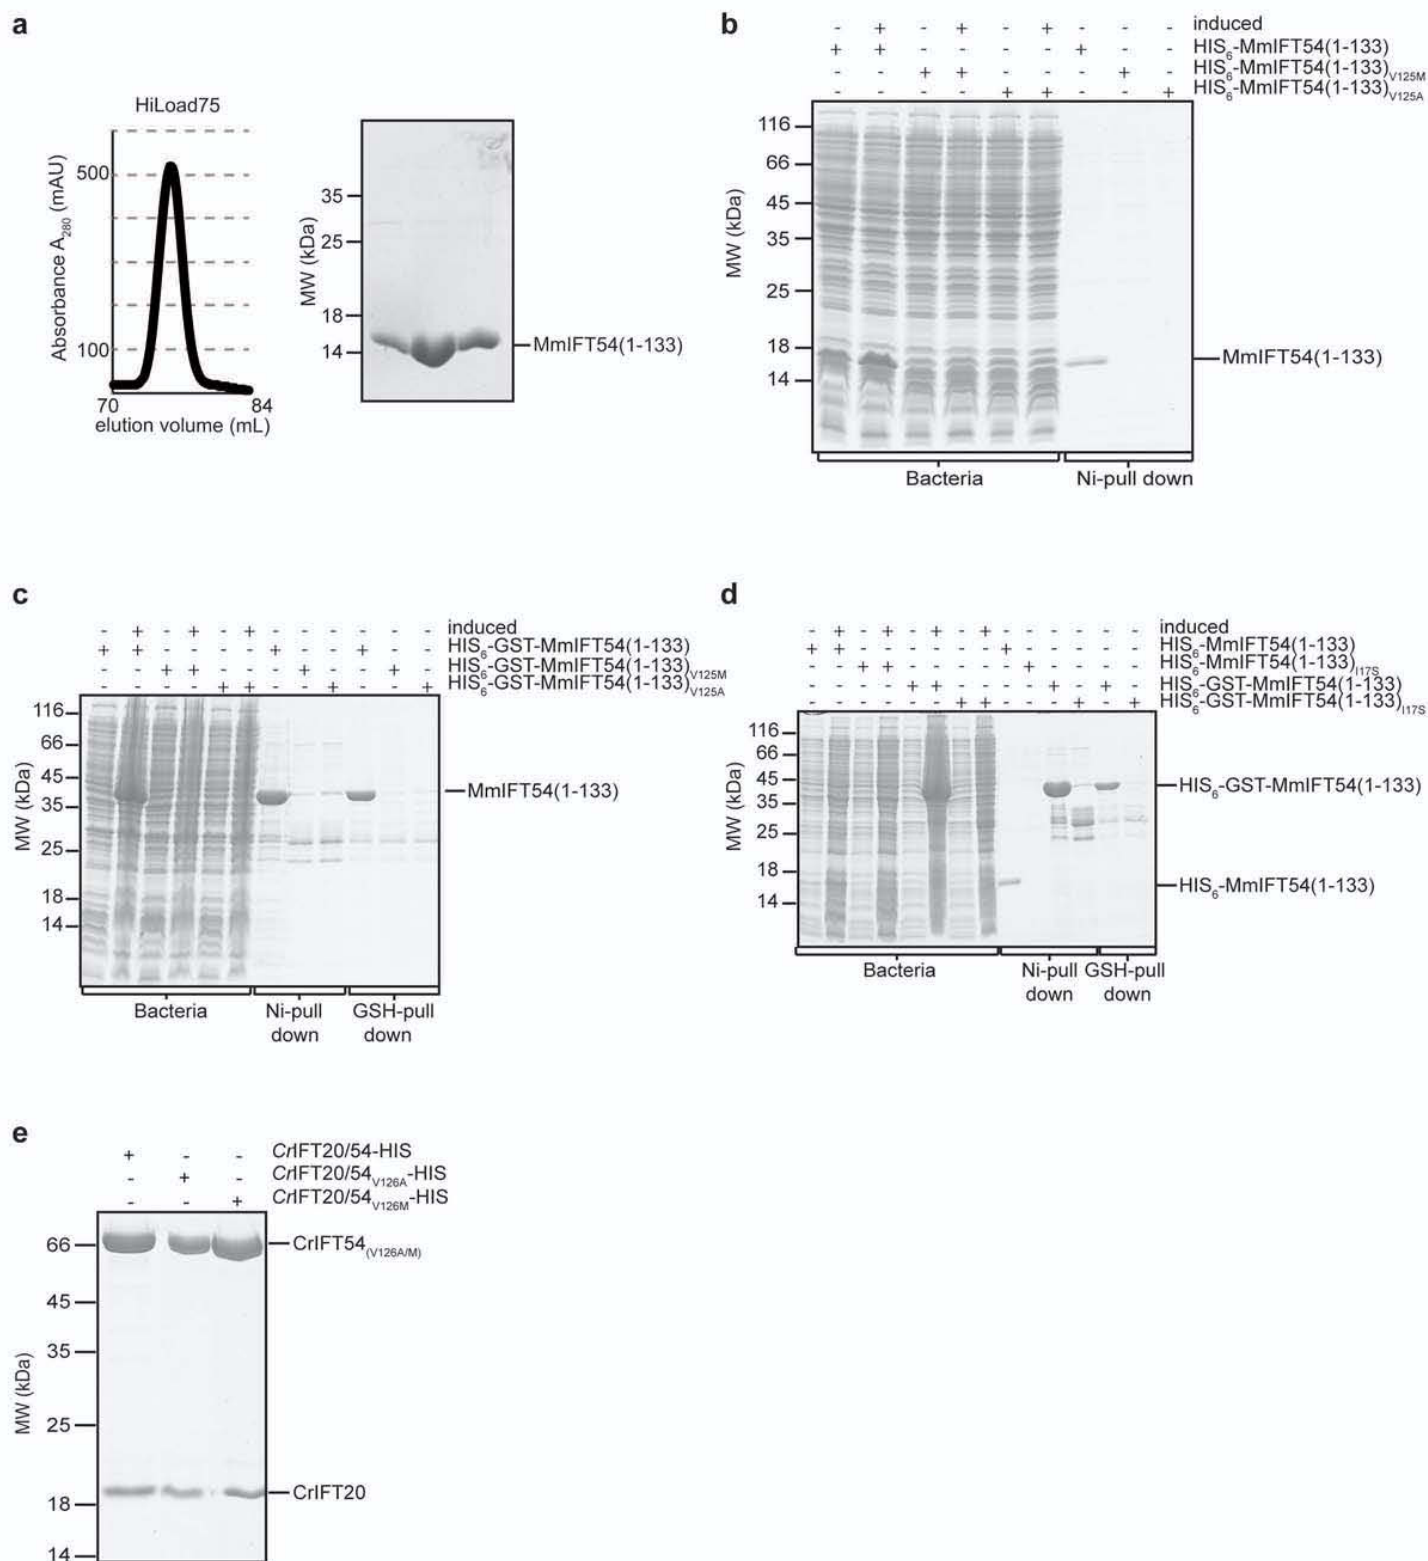 a
HiLoad75
Absorbance A280 (mAU)
500
100
70
84
elution volume (mL)
MW (kDa)
35
25
18
14
MmIFT54(1-133)
b
- + - + - + - - - induced
+ + - - - - + - - HIS6-MmIFT54(1-133)
- - + + - - - + - HIS6-MmIFT54(1-133)V125M
- - - - + + - - + HIS6-MmIFT54(1-133)V125A
MW (kDa)
116
66
45
35
25
18
14
MmIFT54(1-133)
Bacteria
Ni-pull down
c
- + - + - + - - - - - - induced
+ + - - - - + - - + - - HIS6-GST-MmIFT54(1-133)
- - + + - - - + - - + - HIS6-GST-MmIFT54(1-133)V125M
- - - - + + - - + - - + HIS6-GST-MmIFT54(1-133)V125A
MW (kDa)
116
66
45
35
25
18
14
MmIFT54(1-133)
Bacteria
Ni-pull
down
GSH-pull
down
d
- + - + - + - + - - - - - - induced
+ + - - - - - - + - - - - - HIS6-MmIFT54(1-133)
- - + + - - - - - + - - - - HIS6-MmIFT54(1-133)I17S
- - - - + + - - - - + - + - HIS6-GST-MmIFT54(1-133)
- - - - - - + + - - - + - + HIS6-GST-MmIFT54(1-133)I17S
MW (kDa)
116
66
45
35
25
18
14
HIS6-GST-MmIFT54(1-133)
HIS6-MmIFT54(1-133)
Bacteria
Ni-pull
down
GSH-pull
down
e
+ - - CrIFT20/54-HIS
- + - CrIFT20/54V126A-HIS
- - + CrIFT20/54V126M-HIS
MW (kDa)
66
45
35
25
18
14
CrIFT54(V126A/M)
CrIFT20